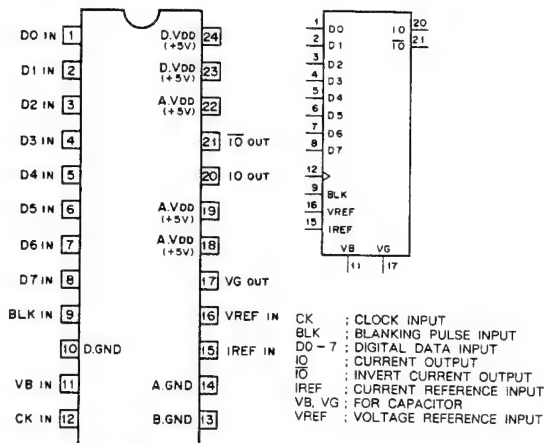 D0 IN 1
D1 IN 2
D2 IN 3
D3 IN 4
D4 IN 5
D5 IN 6
D6 IN 7
D7 IN 8
BLK IN 9
10 D.GND
VB IN 11
CK IN 12
D.VDD 24
(+5V)
D.VDD 23
(+5V)
A.VDD 22
(+5V)
21 I̅O̅ OUT
20 IO OUT
A.VDD 19
(+5V)
A.VDD 18
(+5V)
17 VG OUT
16 VREF IN
15 IREF IN
A.GND 14
B.GND 13
1 D0
2 D1
3 D2
4 D3
5 D4
6 D5
7 D6
8 D7
12
9 BLK
16 VREF
15 IREF
IO 20
I̅O̅ 21
VB VG
11 17
CK ; CLOCK INPUT
BLK ; BLANKING PULSE INPUT
D0-7 ; DIGITAL DATA INPUT
IO ; CURRENT OUTPUT
I̅O̅ ; INVERT CURRENT OUTPUT
IREF ; CURRENT REFERENCE INPUT
VB, VG ; FOR CAPACITOR
VREF ; VOLTAGE REFERENCE INPUT